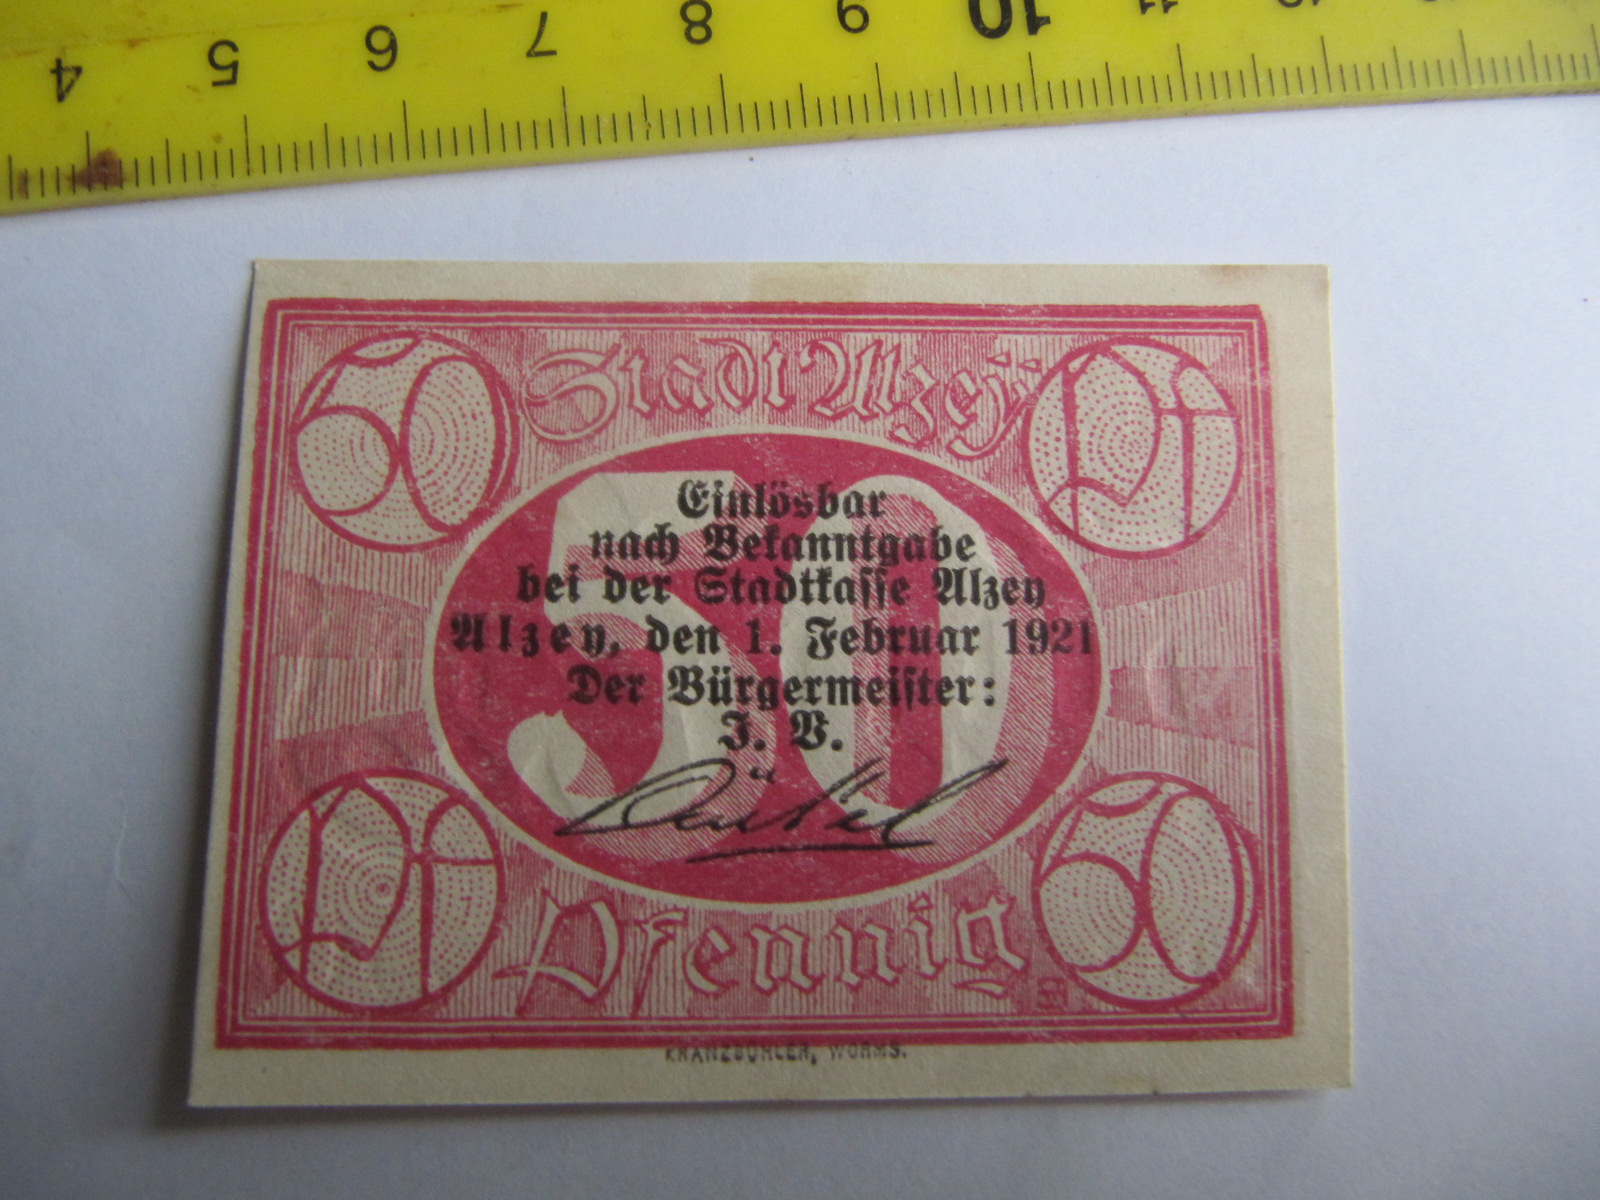 4 5 6 7 8 9 10 11
50 Stadt Alzey Pf
50
Einlösbar
nach Bekanntgabe
bei der Stadtkasse Alzey
Alzey, den 1. Februar 1921
Der Bürgermeister:
I. V.
Pf Pfennig 50
KRANZBÜHLER, WORMS.